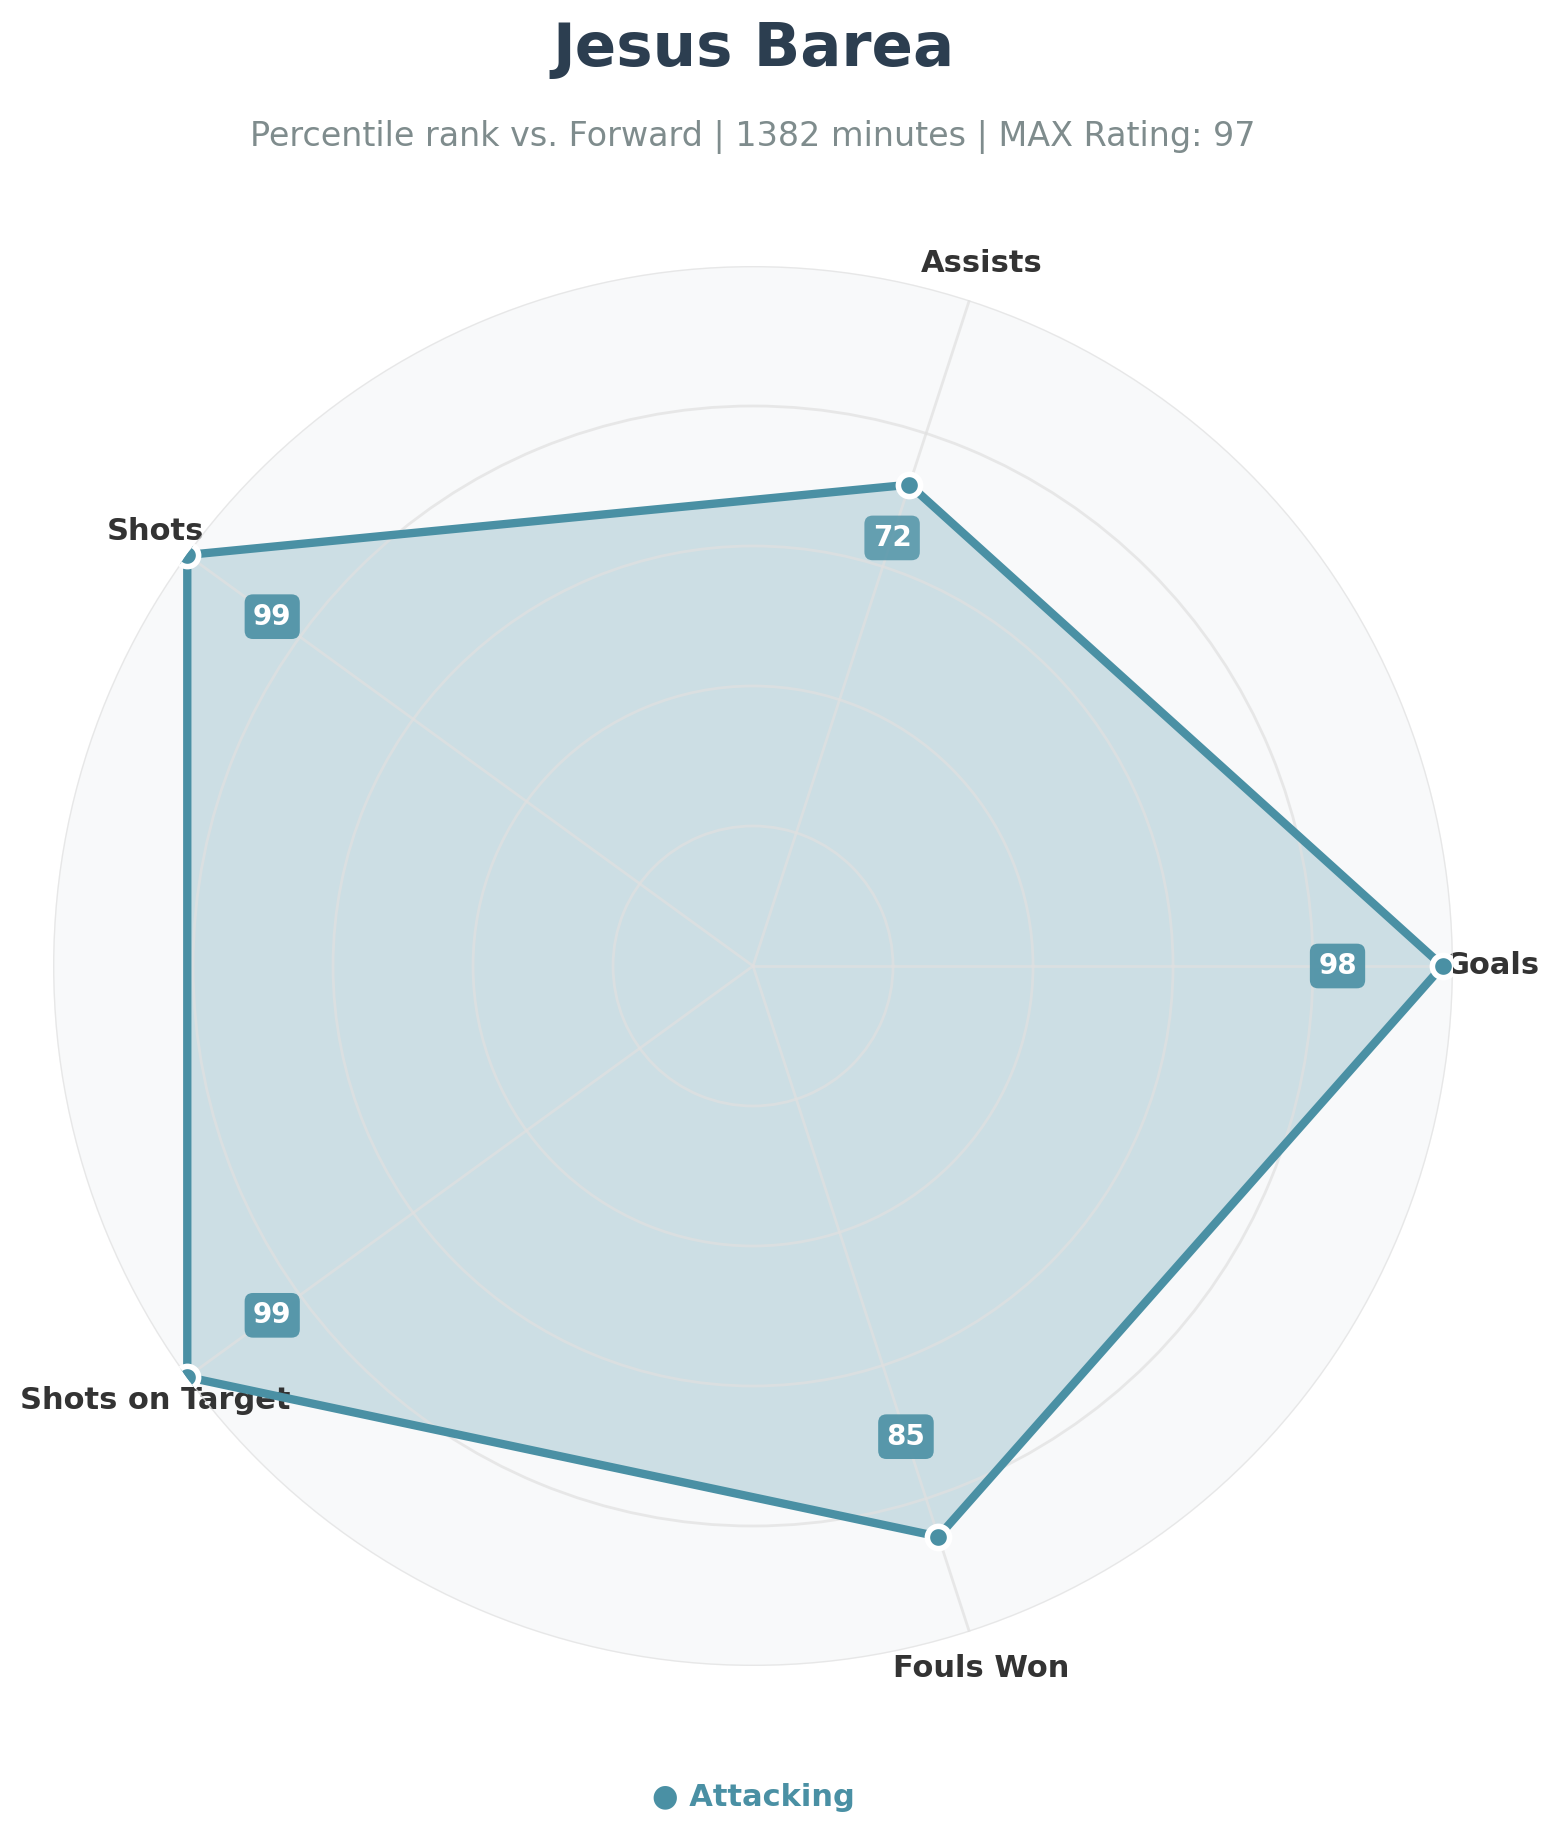 Jesus Barea
Percentile rank vs. Forward | 1382 minutes | MAX Rating: 97
Assists
Shots
72
99
98
Goals
99
Shots on Target
85
Fouls Won
Attacking